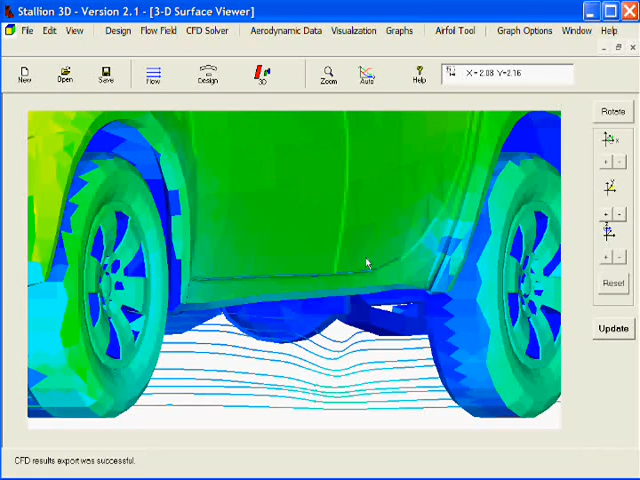 Stallion 3D - Version 2.1 - [3-D Surface Viewer]
File Edit View Design Flow Field CFD Solver Aerodynamic Data Visualization Graphs Airfol Tool Graph Options Window Help
New Open Save Flow Design 3D Zoom Auto Help X = 2.08 Y=2.16
Rotate
x
+ -
y
+ -
z
+ -
Reset
Update
CFD results export was successful.